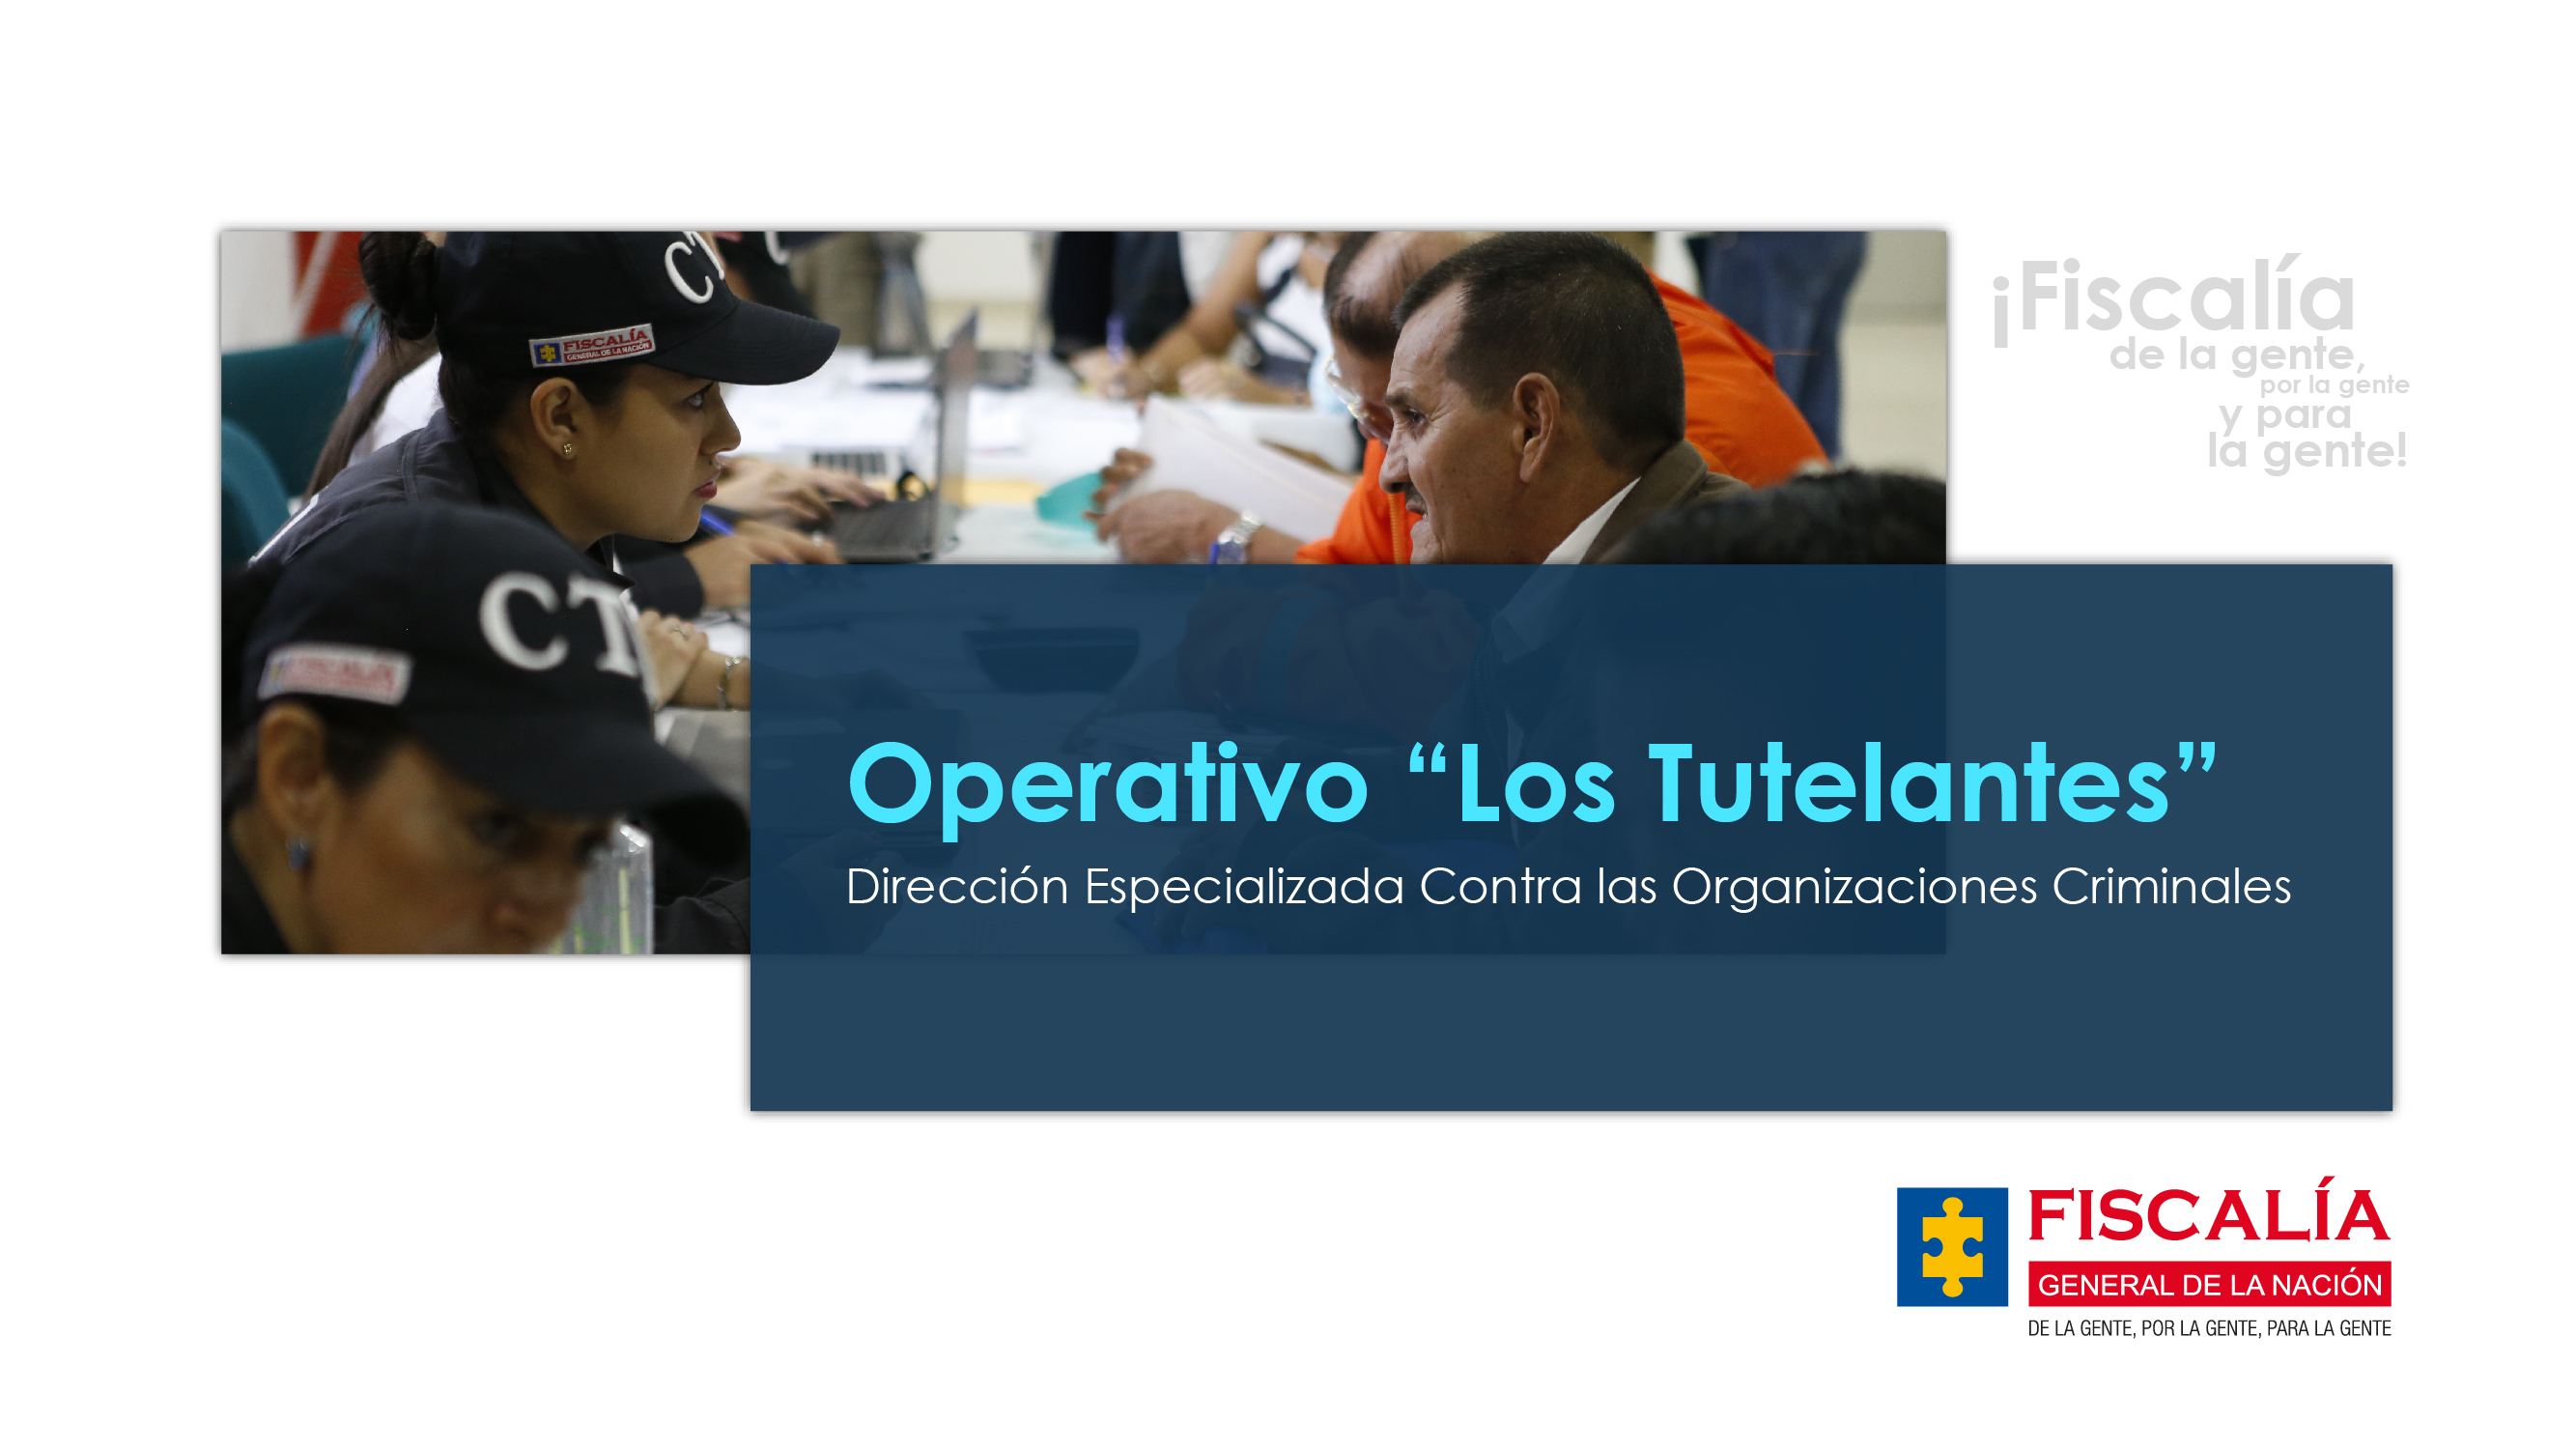 ¡Fiscalía
de la gente,
por la gente
y para
la gente!
FISCALÍA
GENERAL DE LA NACIÓN
CT
Operativo “Los Tutelantes”
Dirección Especializada Contra las Organizaciones Criminales
FISCALÍA
GENERAL DE LA NACIÓN
DE LA GENTE, POR LA GENTE, PARA LA GENTE